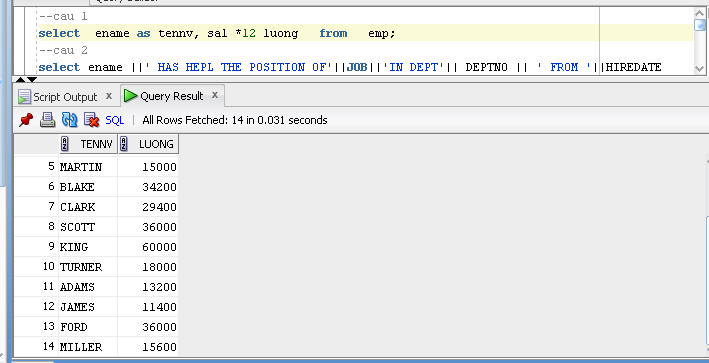 --cau 1
select ename as tennv, sal *12 luong from emp;
--cau 2
select ename ||' HAS HEPL THE POSITION OF'||JOB||'IN DEPT'|| DEPTNO || ' FROM '||HIREDATE
Script Output x Query Result x
SQL | All Rows Fetched: 14 in 0.031 seconds
TENNV LUONG
5 MARTIN 15000
6 BLAKE 34200
7 CLARK 29400
8 SCOTT 36000
9 KING 60000
10 TURNER 18000
11 ADAMS 13200
12 JAMES 11400
13 FORD 36000
14 MILLER 15600